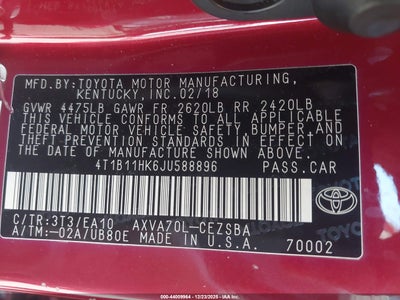 MFD.BY:TOYOTA MOTOR MANUFACTURING,
KENTUCKY,INC.02/18
GVWR 4475LB GAWR FR 2620LB RR 2420LB
THIS VEHICLE CONFORMS TO ALL APPLICABLE
FEDERAL MOTOR VEHICLE SAFETY, BUMPER, AND
THEFT PREVENTION STANDARDS IN EFFECT ON
THE DATE OF MANUFACTURE SHOWN ABOVE.
4T1B11HK6JU588896 PASS.CAR
C/TR:3T3/EA10 AXVA70L-CEZSBA
A/TM:-02A/UB80E MADE IN U.S.A.
TOYOTA
70002
000-44009964 | 12/23/2025 - IAA Auctions